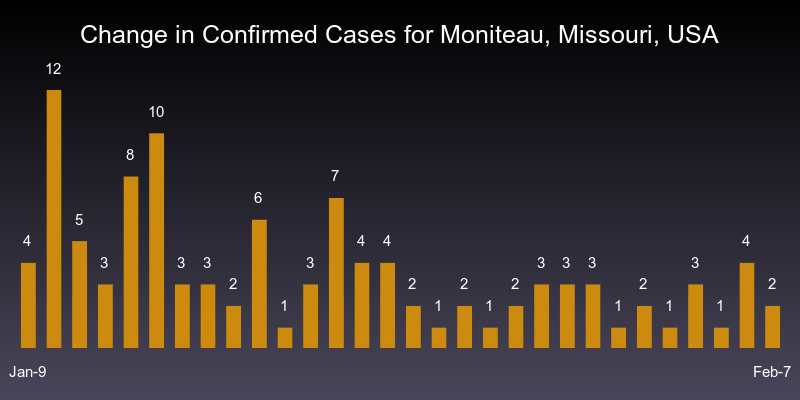 Change in Confirmed Cases for Moniteau, Missouri, USA
4 12 5 3 8 10 3 3 2 6 1 3 7 4 4 2 1 2 1 2 3 3 3 1 2 1 3 1 4 2
Jan-9 Feb-7